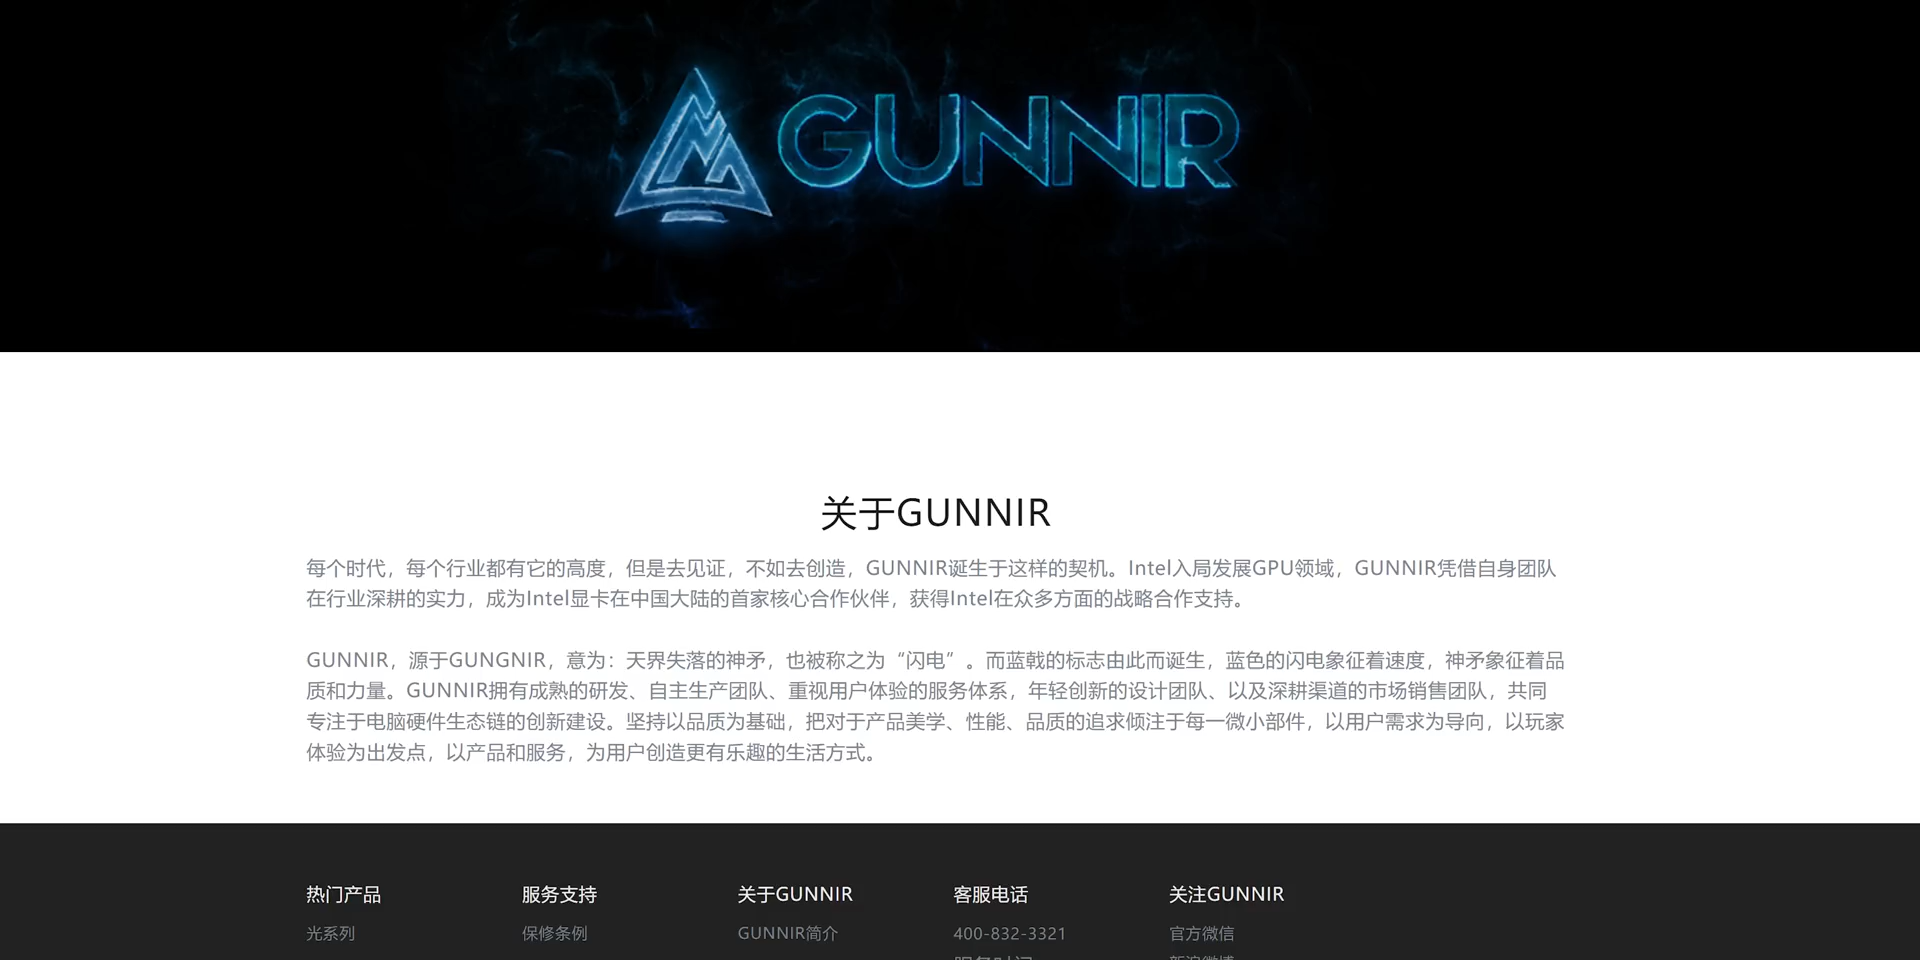 GUNNIR
关于GUNNIR
每个时代，每个行业都有它的高度，但是去见证，不如去创造，GUNNIR诞生于这样的契机。Intel入局发展GPU领域，GUNNIR凭借自身团队
在行业深耕的实力，成为Intel显卡在中国大陆的首家核心合作伙伴，获得Intel在众多方面的战略合作支持。
GUNNIR，源于GUNGNIR，意为：天界失落的神矛，也被称之为“闪电”。而蓝戟的标志由此而诞生，蓝色的闪电象征着速度，神矛象征着品
质和力量。GUNNIR拥有成熟的研发、自主生产团队、重视用户体验的服务体系，年轻创新的设计团队、以及深耕渠道的市场销售团队，共同
专注于电脑硬件生态链的创新建设。坚持以品质为基础，把对于产品美学、性能、品质的追求倾注于每一微小部件，以用户需求为导向，以玩家
体验为出发点，以产品和服务，为用户创造更有乐趣的生活方式。
热门产品 服务支持 关于GUNNIR 客服电话 关注GUNNIR
光系列 保修条例 GUNNIR简介 400-832-3321 官方微信